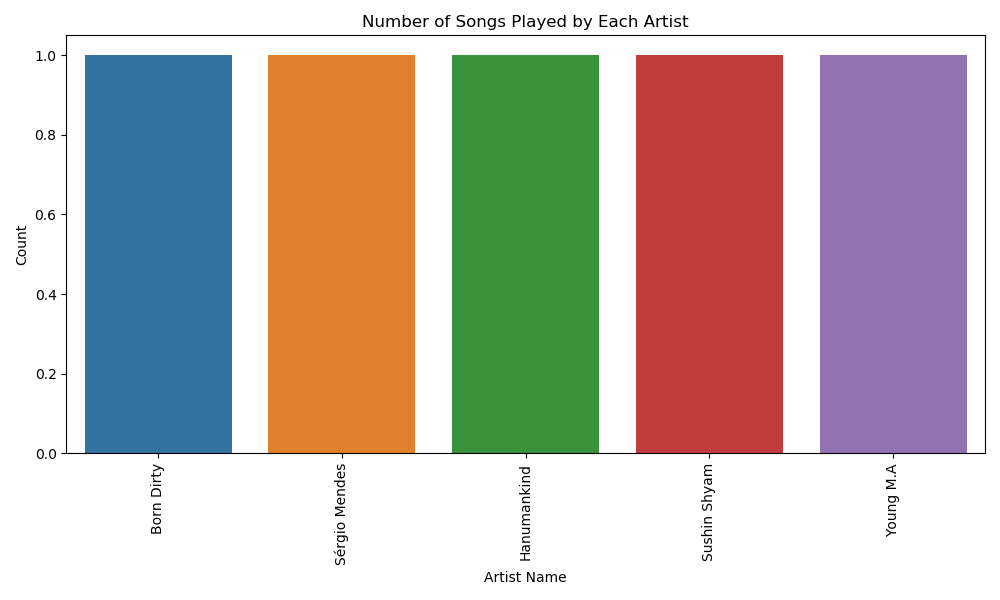 Number of Songs Played by Each Artist
Count
1.0
0.8
0.6
0.4
0.2
0.0
Born Dirty
Sérgio Mendes
Hanumankind
Sushin Shyam
Young M.A
Artist Name